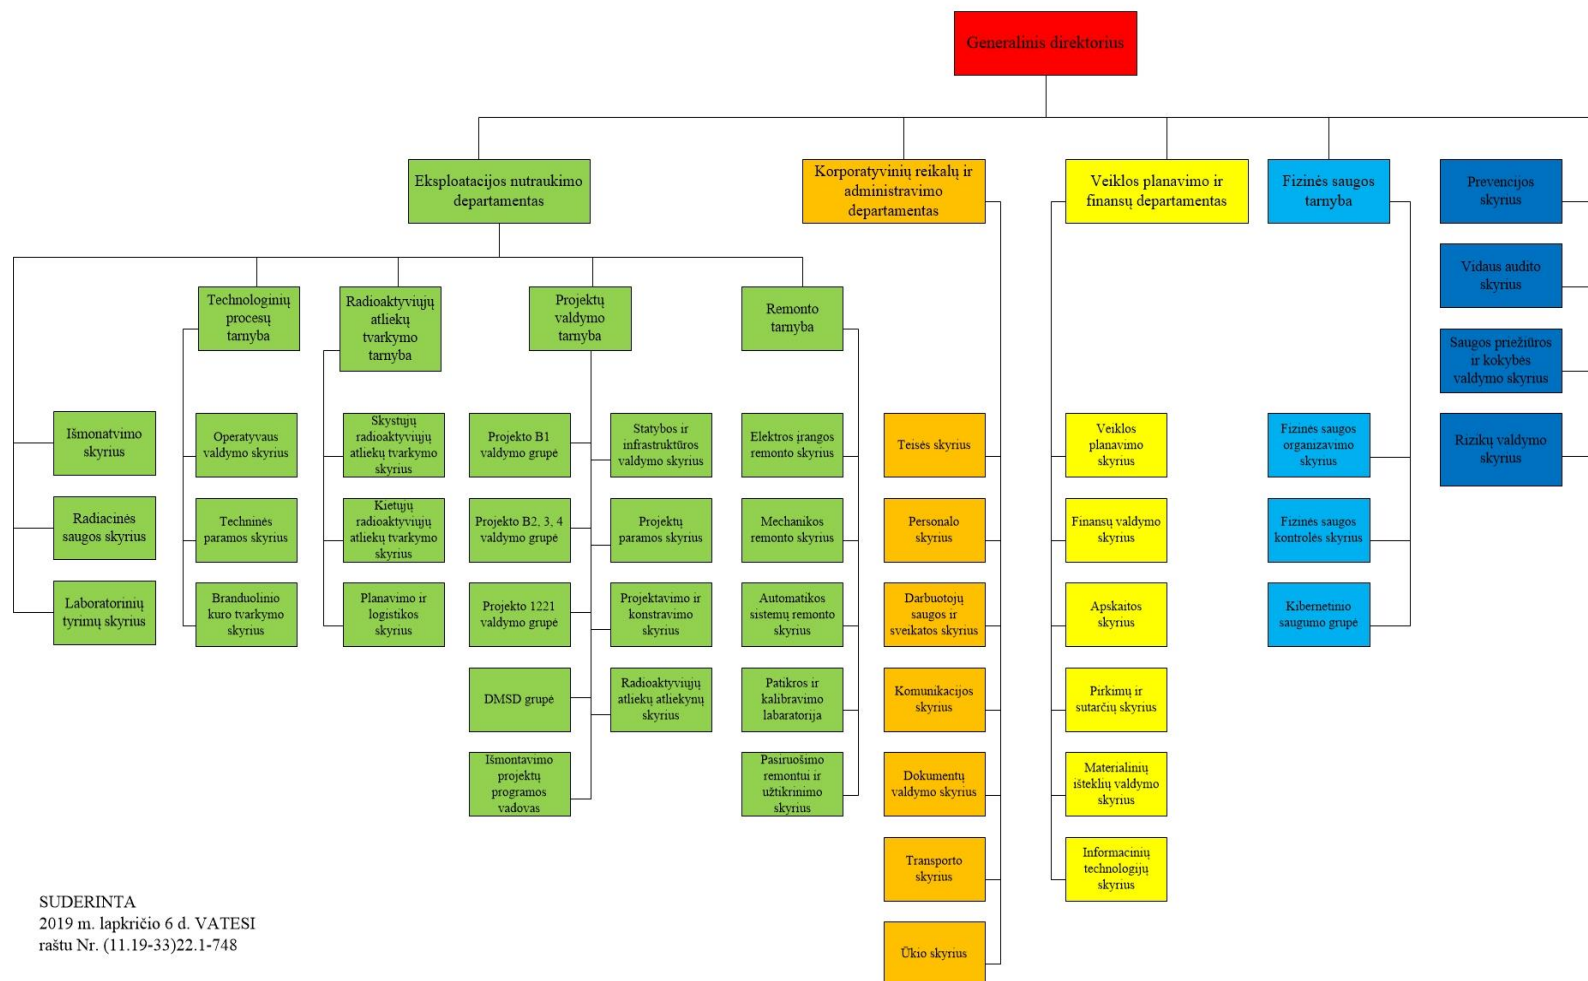 Generalinis direktorius
Eksploatacijos nutraukimo
departamentas
Korporatyvinių reikalų ir
administravimo
departamentas
Veiklos planavimo ir
finansų departamentas
Fizinės saugos
tarnyba
Prevencijos
skyrius
Vidaus audito
skyrius
Saugos priežiūros
ir kokybės
valdymo skyrius
Rizikų valdymo
skyrius
Technologinių
procesų
tarnyba
Radioaktyviųjų
atliekų
tvarkymo
tarnyba
Projektų
valdymo
tarnyba
Remonto
tarnyba
Išmonatvimo
skyrius
Radiacinės
saugos skyrius
Laboratorinių
tyrimų skyrius
Operatyvaus
valdymo skyrius
Techninės
paramos skyrius
Branduolinio
kuro tvarkymo
skyrius
Skystųjų
radioaktyviųjų
atliekų tvarkymo
skyrius
Kietųjų
radioaktyviųjų
atliekų tvarkymo
skyrius
Planavimo ir
logistikos
skyrius
Projekto B1
valdymo grupė
Projekto B2, 3, 4
valdymo grupė
Projekto 1221
valdymo grupė
DMSD grupė
Išmontavimo
projektų
programos
vadovas
Statybos ir
infrastruktūros
valdymo skyrius
Projektų
paramos skyrius
Projektavimo ir
konstravimo
skyrius
Radioaktyviųjų
atliekų atliekynų
skyrius
Elektros įrangos
remonto skyrius
Mechanikos
remonto skyrius
Automatikos
sistemų remonto
skyrius
Patikros ir
kalibravimo
labaratorija
Pasiruošimo
remontui ir
užtikrinimo
skyrius
Teisės skyrius
Personalo
skyrius
Darbuotojų
saugos ir
sveikatos skyrius
Komunikacijos
skyrius
Dokumentų
valdymo skyrius
Transporto
skyrius
Ūkio skyrius
Veiklos
planavimo
skyrius
Finansų valdymo
skyrius
Apskaitos
skyrius
Pirkimų ir
sutarčių skyrius
Materialinių
išteklių valdymo
skyrius
Informacinių
technologijų
skyrius
Fizinės saugos
organizavimo
skyrius
Fizinės saugos
kontrolės skyrius
Kibernetinio
saugumo grupė
SUDERINTA
2019 m. lapkričio 6 d. VATESI
raštu Nr. (11.19-33)22.1-748